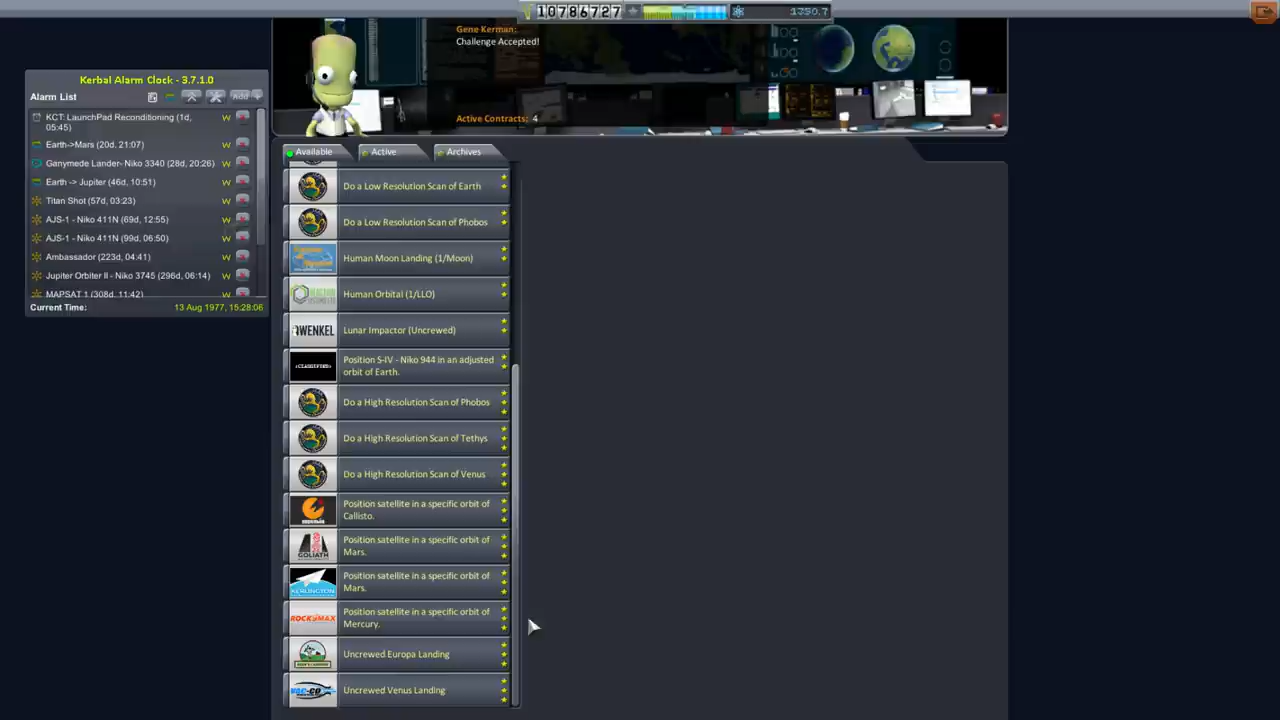 10786727
1350.7
Gene Kerman:
Challenge Accepted!
Active Contracts: 4
Kerbal Alarm Clock - 3.7.1.0
Alarm List
Add
KCT: LaunchPad Reconditioning (1d,
05:45)
Earth->Mars (20d, 21:07)
Ganymede Lander- Niko 3340 (28d, 20:26)
Earth -> Jupiter (46d, 10:51)
Titan Shot (57d, 03:23)
AJS-1 - Niko 411N (69d, 12:55)
AJS-1 - Niko 411N (99d, 06:50)
Ambassador (223d, 04:41)
Jupiter Orbiter II - Niko 3745 (296d, 06:14)
MAPSAT 1 (308d, 11:42)
Current Time: 13 Aug 1977, 15:28:06
Available Active Archives
Do a Low Resolution Scan of Earth
Do a Low Resolution Scan of Phobos
Human Moon Landing (1/Moon)
Human Orbital (1/LLO)
WENKEL
Lunar Impactor (Uncrewed)
CLASSIFIED
Position S-IV - Niko 944 in an adjusted
orbit of Earth.
Do a High Resolution Scan of Phobos
Do a High Resolution Scan of Tethys
Do a High Resolution Scan of Venus
Position satellite in a specific orbit of
Callisto.
GOLIATH
Position satellite in a specific orbit of
Mars.
KERLINGTON
Position satellite in a specific orbit of
Mars.
ROCKOMAX
Position satellite in a specific orbit of
Mercury.
Uncrewed Europa Landing
VAC-CO
Uncrewed Venus Landing